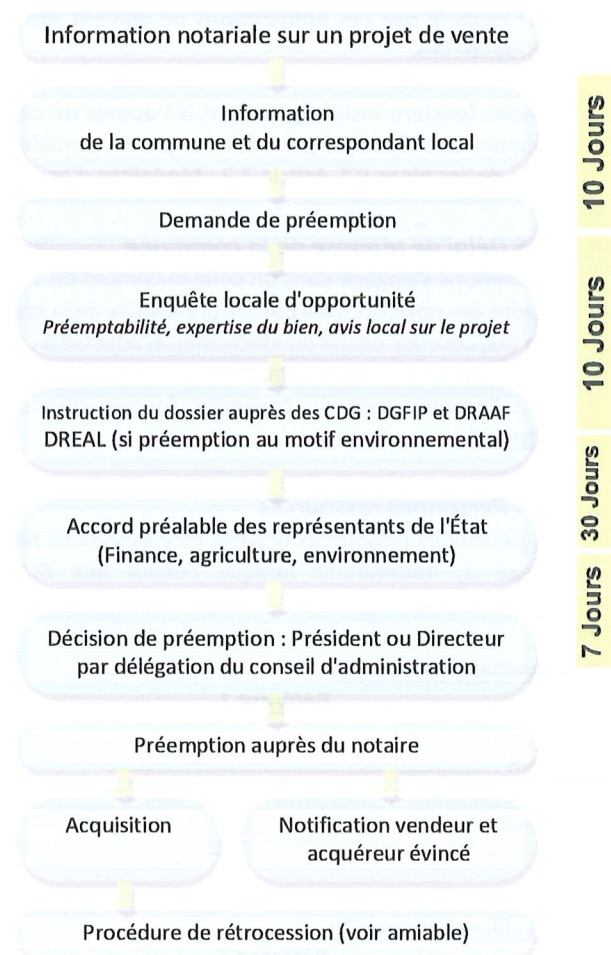 Information notariale sur un projet de vente
Information
de la commune et du correspondant local
Demande de préemption
Enquête locale d'opportunité
Préemptabilité, expertise du bien, avis local sur le projet
Instruction du dossier auprès des CDG : DGFIP et DRAAF
DREAL (si préemption au motif environnemental)
Accord préalable des représentants de l'État
(Finance, agriculture, environnement)
Décision de préemption : Président ou Directeur
par délégation du conseil d'administration
Préemption auprès du notaire
Acquisition
Notification vendeur et
acquéreur évincé
Procédure de rétrocession (voir amiable)
10 Jours
10 Jours
30 Jours
7 Jours